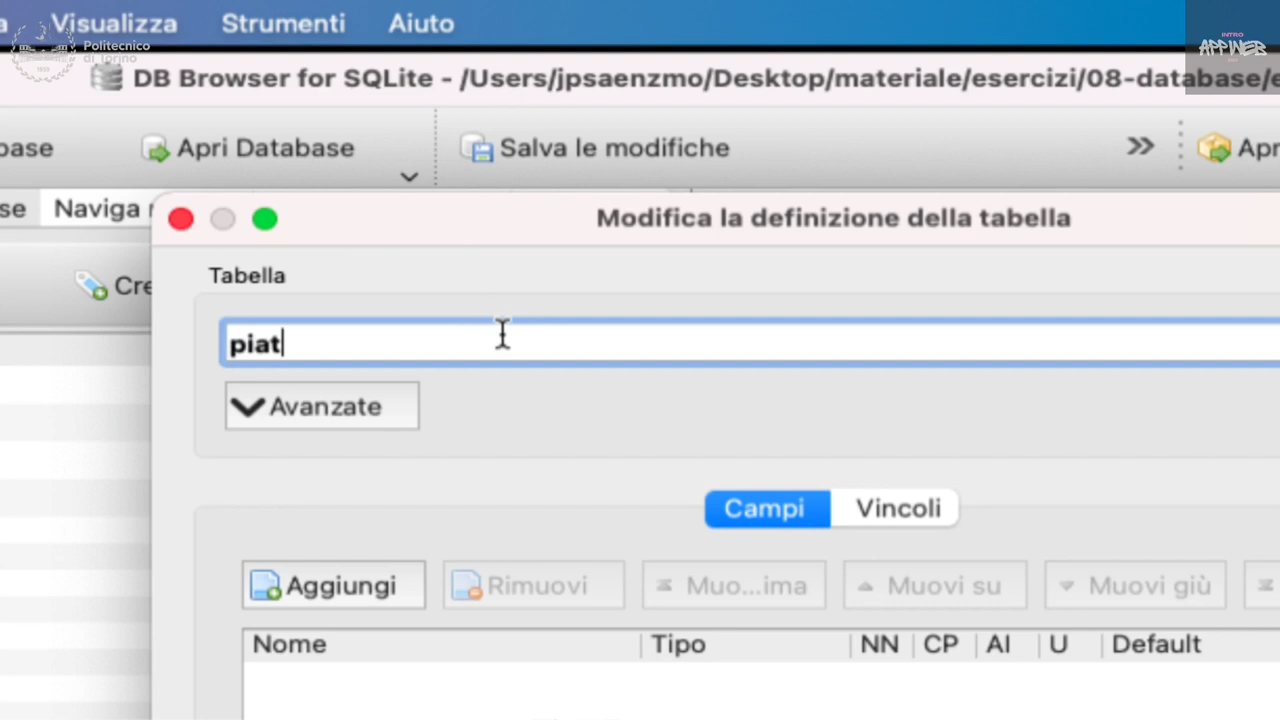 a Visualizza Strumenti Aiuto
Politecnico
di Torino
INTRO
APPIWEB
DB Browser for SQLite - /Users/jpsaenzmo/Desktop/materiale/esercizi/08-database/e
base Apri Database Salva le modifiche Apr
se Naviga
Modifica la definizione della tabella
Cre
Tabella
piat
Avanzate
Campi Vincoli
Aggiungi Rimuovi Muo...ima Muovi su Muovi giù
Nome Tipo NN CP AI U Default